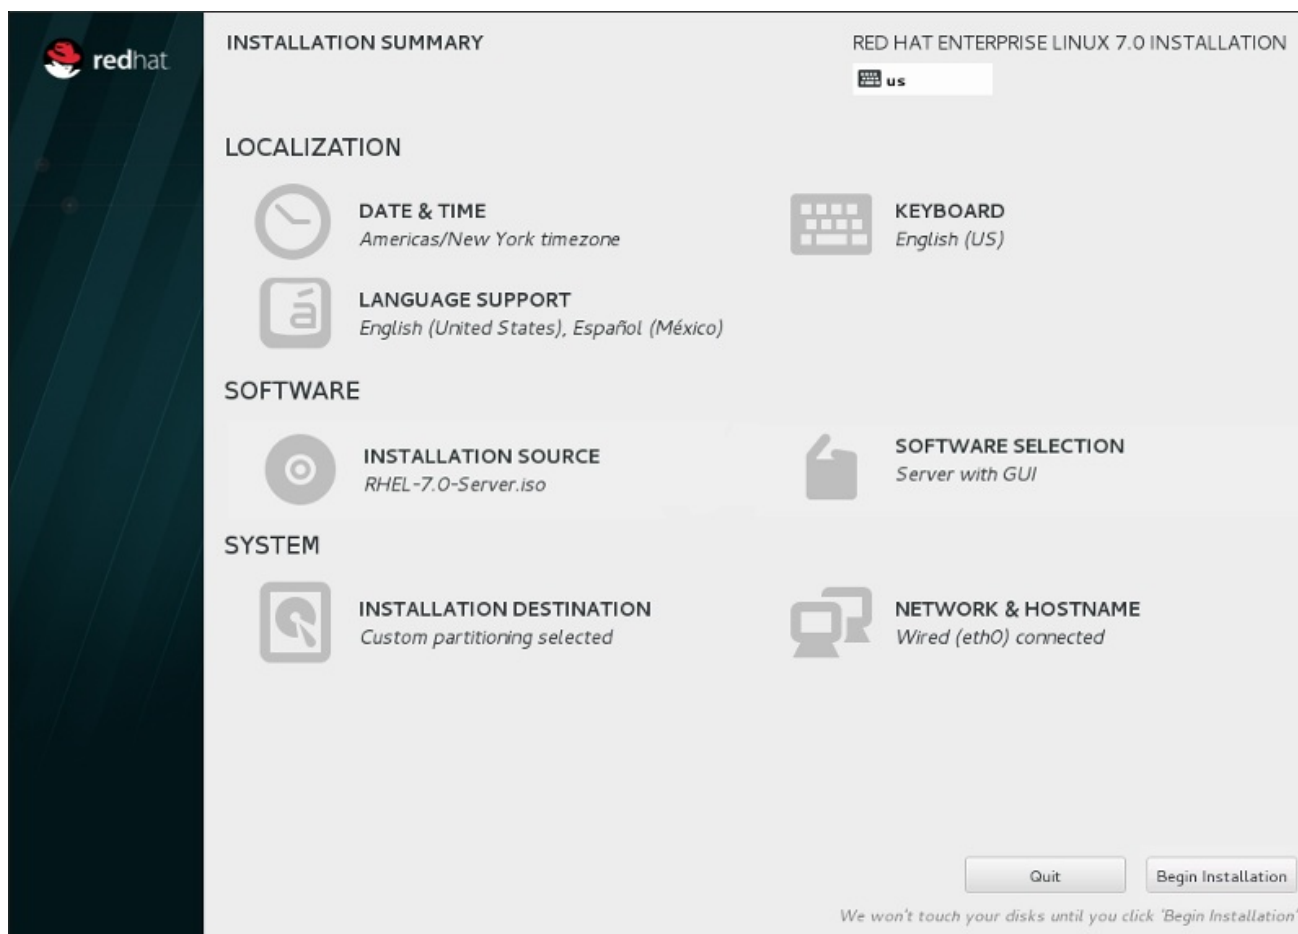 redhat.
INSTALLATION SUMMARY
RED HAT ENTERPRISE LINUX 7.0 INSTALLATION
us
LOCALIZATION
DATE & TIME
Americas/New York timezone
KEYBOARD
English (US)
á
LANGUAGE SUPPORT
English (United States), Español (México)
SOFTWARE
INSTALLATION SOURCE
RHEL-7.0-Server.iso
SOFTWARE SELECTION
Server with GUI
SYSTEM
INSTALLATION DESTINATION
Custom partitioning selected
NETWORK & HOSTNAME
Wired (eth0) connected
Quit
Begin Installation
We won't touch your disks until you click 'Begin Installation'